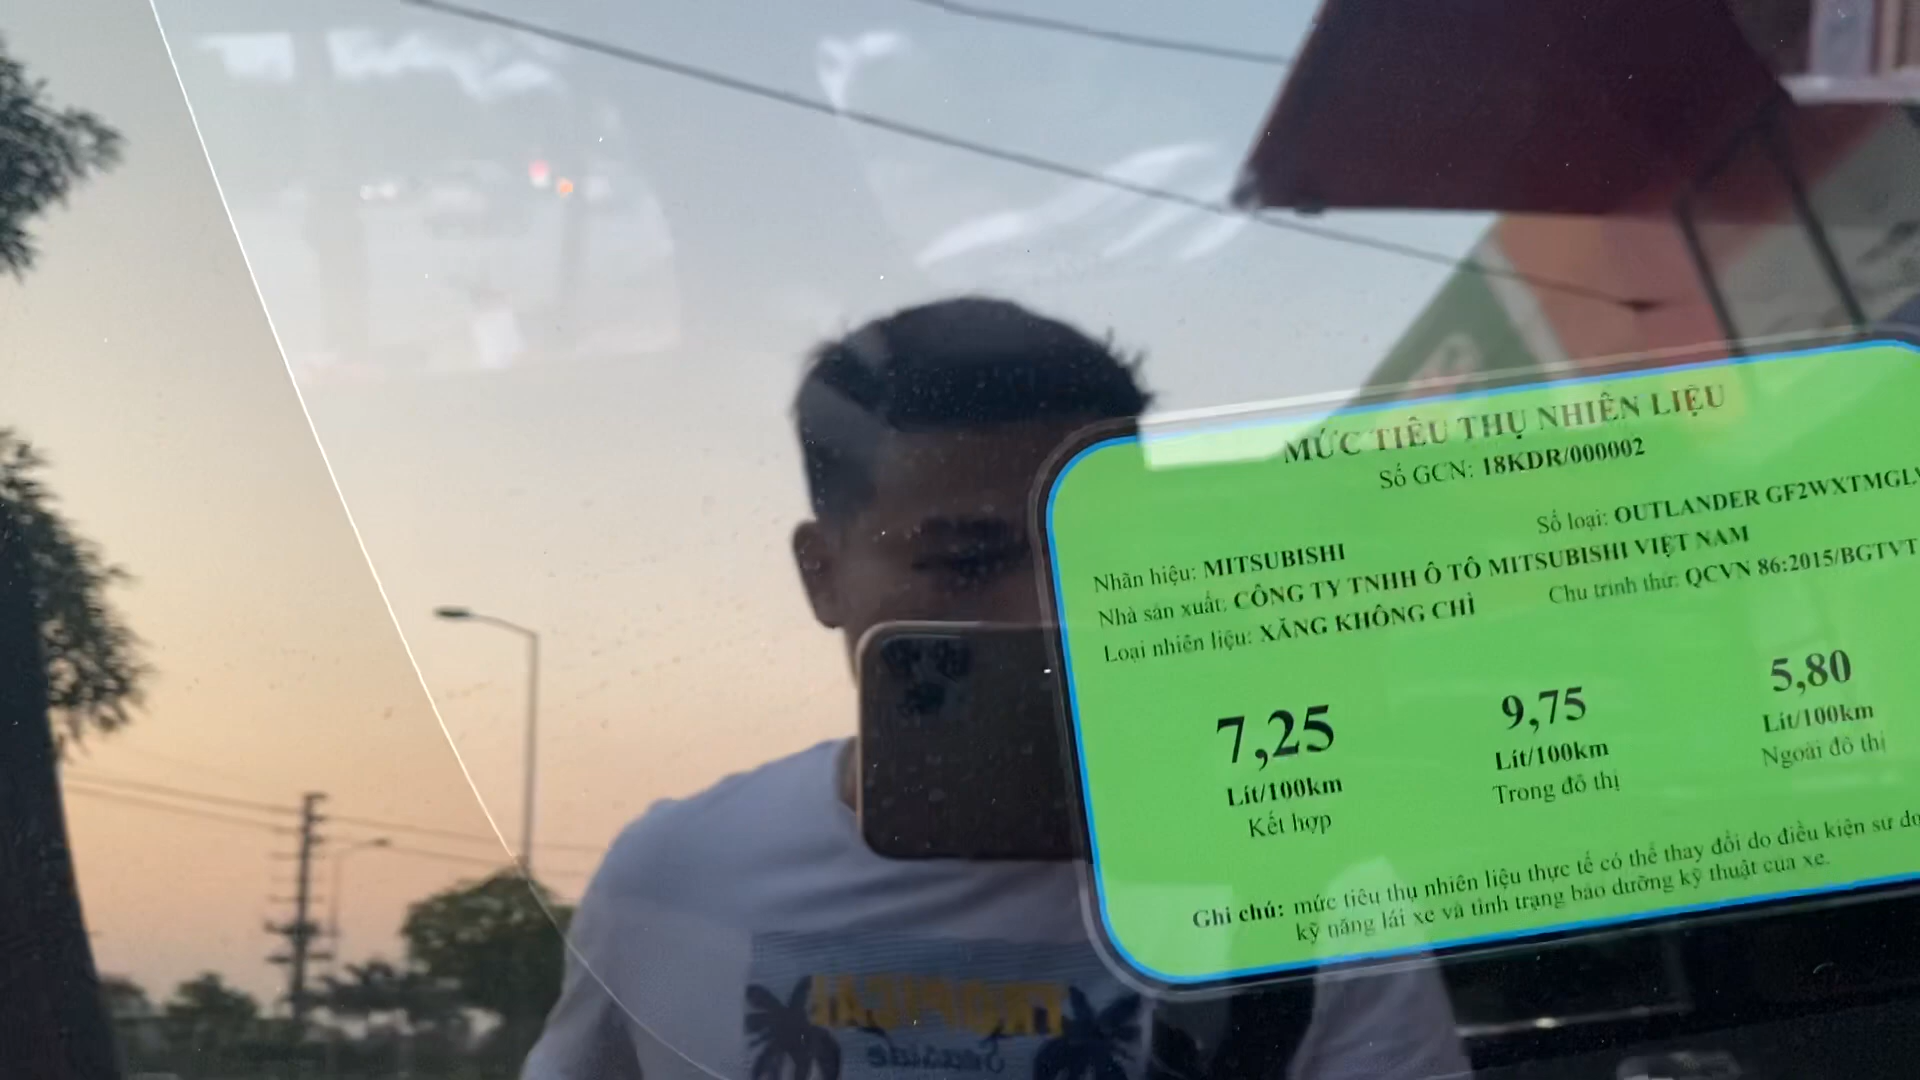 MỨC TIÊU THỤ NHIÊN LIỆU
Số GCN: 18KDR/000002
Nhãn hiệu: MITSUBISHI
Số loại: OUTLANDER GF2WXTMGL
Nhà sản xuất: CÔNG TY TNHH Ô TÔ MITSUBISHI VIỆT NAM
Loại nhiên liệu: XĂNG KHÔNG CHÌ
Chu trình thử: QCVN 86:2015/BGTVT
7,25
Lít/100km
Kết hợp
9,75
Lít/100km
Trong đô thị
5,80
Lít/100km
Ngoài đô thị
Ghi chú: mức tiêu thụ nhiên liệu thực tế có thể thay đổi do điều kiện sử
kỹ năng lái xe và tình trạng bảo dưỡng kỹ thuật của xe.
TROPICAL